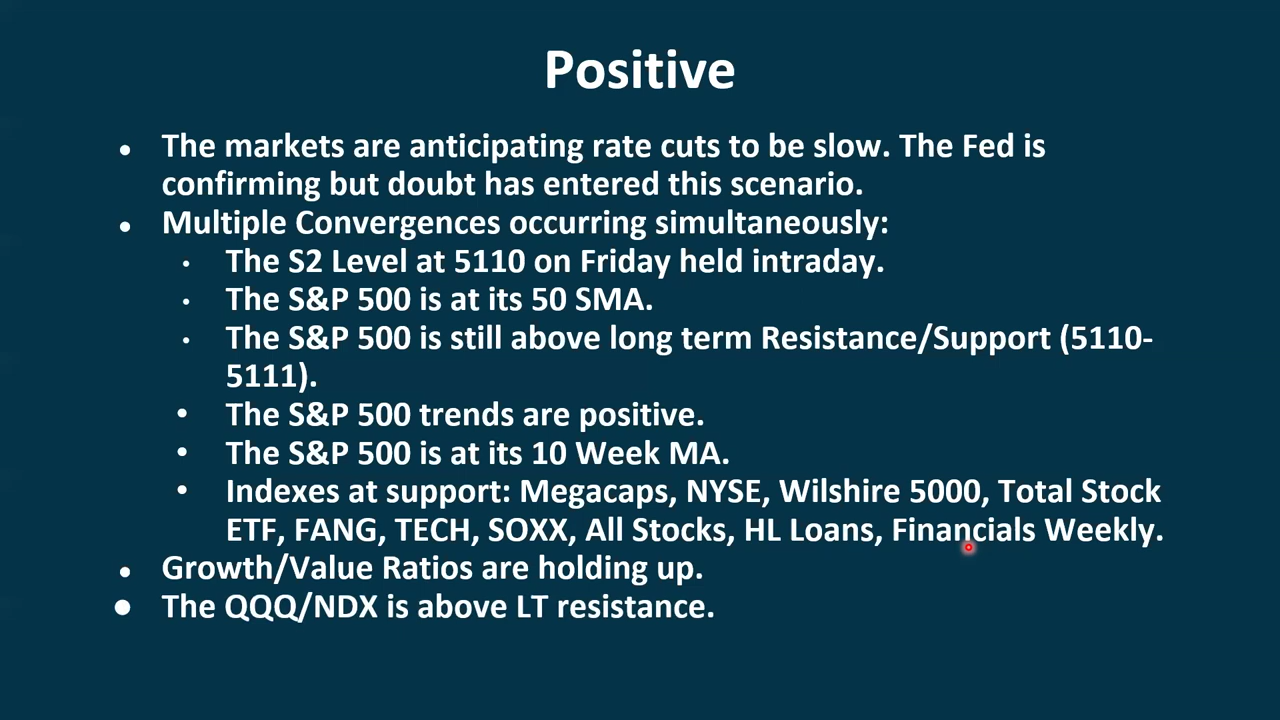 Positive
• The markets are anticipating rate cuts to be slow. The Fed is
confirming but doubt has entered this scenario.
• Multiple Convergences occurring simultaneously:
• The S2 Level at 5110 on Friday held intraday.
• The S&P 500 is at its 50 SMA.
• The S&P 500 is still above long term Resistance/Support (5110-
5111).
• The S&P 500 trends are positive.
• The S&P 500 is at its 10 Week MA.
• Indexes at support: Megacaps, NYSE, Wilshire 5000, Total Stock
ETF, FANG, TECH, SOXX, All Stocks, HL Loans, Financials Weekly.
• Growth/Value Ratios are holding up.
• The QQQ/NDX is above LT resistance.